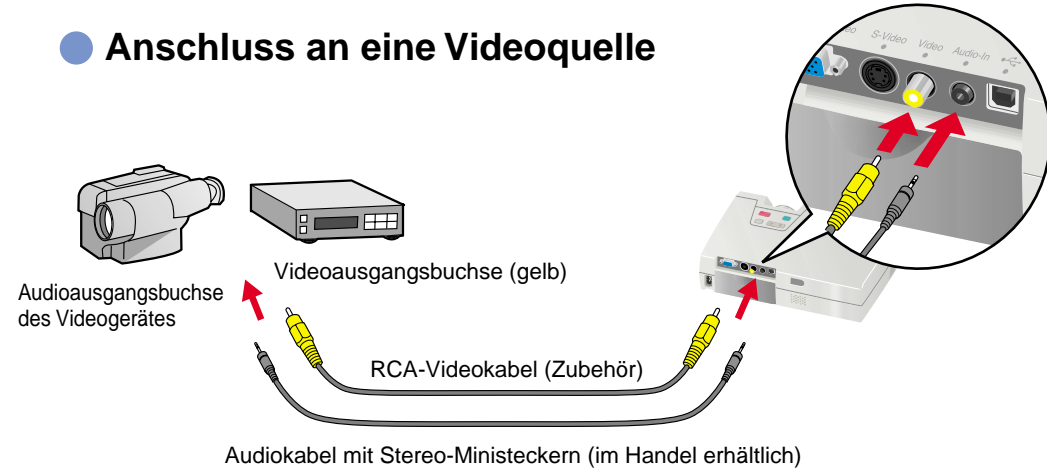 Anschluss an eine Videoquelle
S-Video
Video
Audio-In
Videoausgangsbuchse (gelb)
Audioausgangsbuchse
des Videogerätes
RCA-Videokabel (Zubehör)
Audiokabel mit Stereo-Ministeckern (im Handel erhältlich)